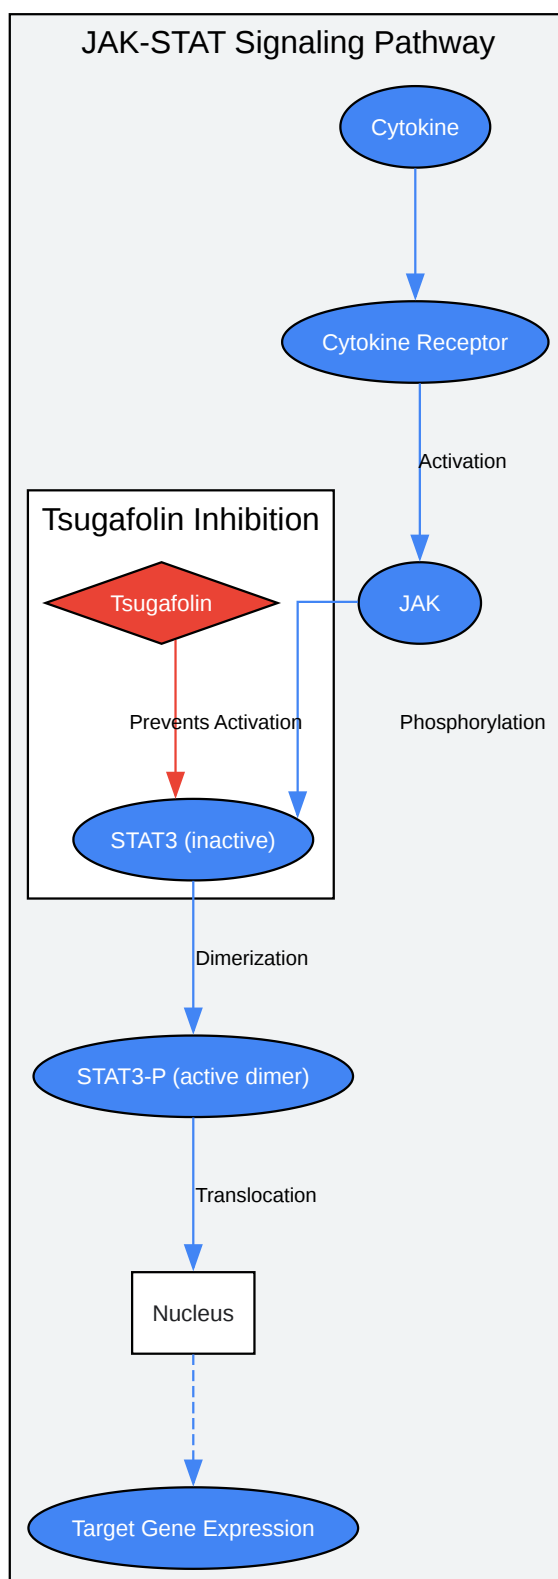 JAK-STAT Signaling Pathway
Cytokine
Cytokine Receptor
Activation
Tsugafolin Inhibition
Tsugafolin
JAK
Prevents Activation
Phosphorylation
STAT3 (inactive)
Dimerization
STAT3-P (active dimer)
Translocation
Nucleus
Target Gene Expression